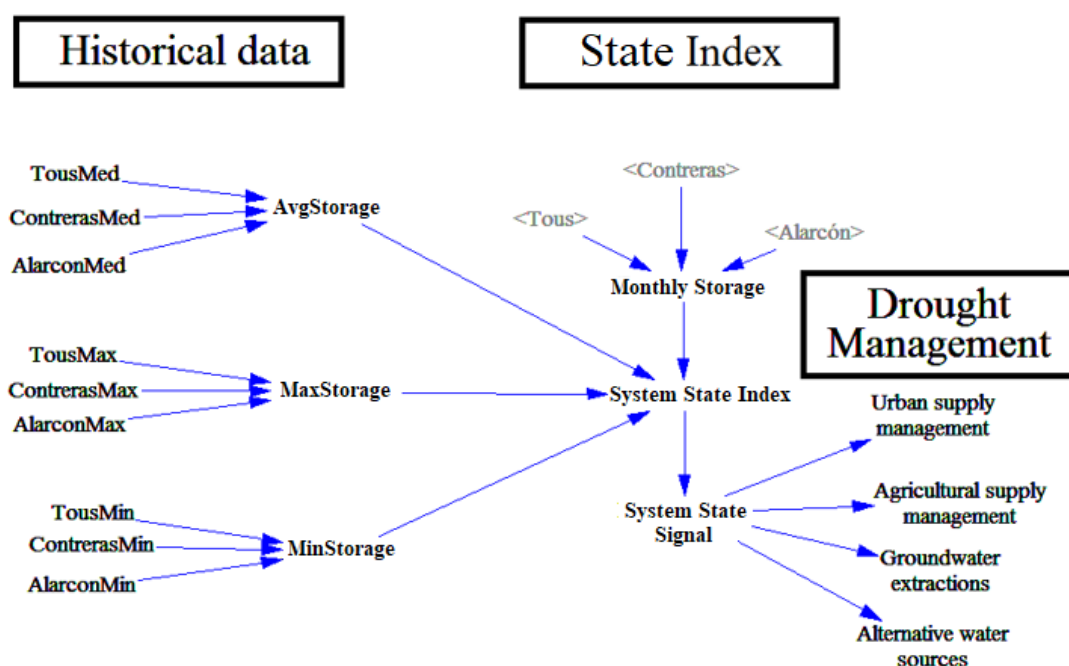 Historical data
State Index
TousMed
ContrerasMed
AlarconMed
AvgStorage
TousMax
ContrerasMax
AlarconMax
MaxStorage
TousMin
ContrerasMin
AlarconMin
MinStorage
<Contreras>
<Tous>
<Alarcón>
Monthly Storage
System State Index
System State
Signal
Drought
Management
Urban supply
management
Agricultural supply
management
Groundwater
extractions
Alternative water
sources